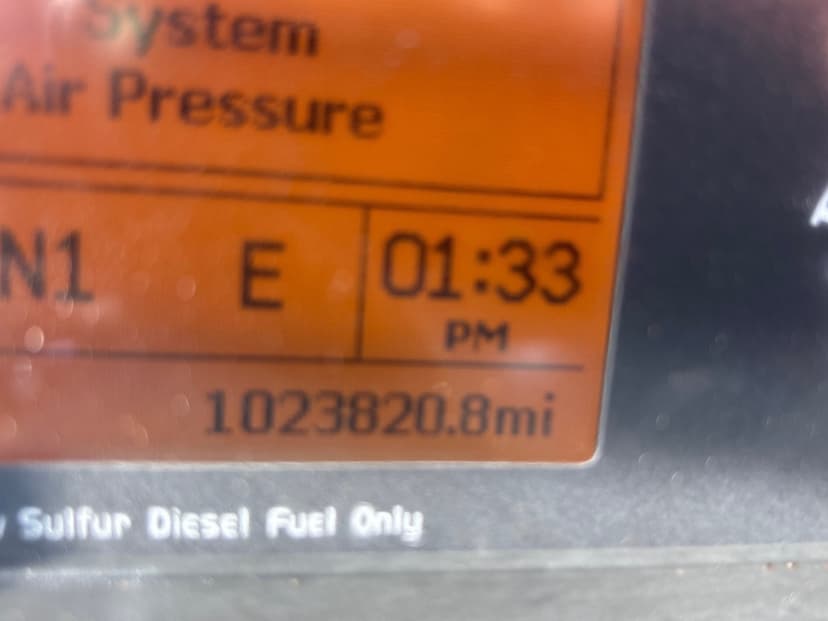 System
Air Pressure
N1 E 01:33
PM
1023820.8mi
Sulfur Diesel Fuel Only